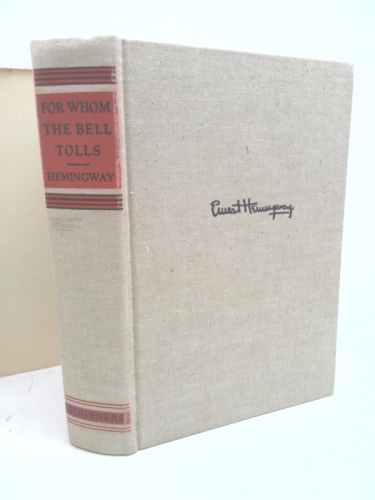 FOR WHOM
THE BELL
TOLLS
HEMINGWAY
Ernest Hemingway
SCRIBNERS